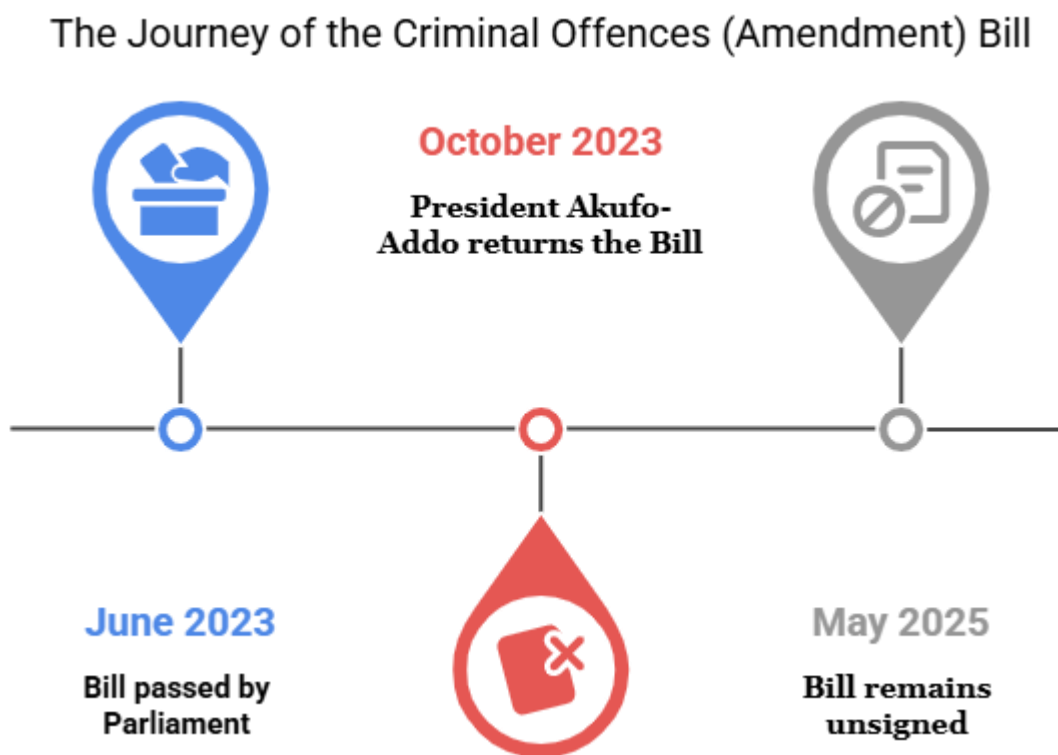 The Journey of the Criminal Offences (Amendment) Bill
June 2023
Bill passed by
Parliament
October 2023
President Akufo-
Addo returns the Bill
May 2025
Bill remains
unsigned